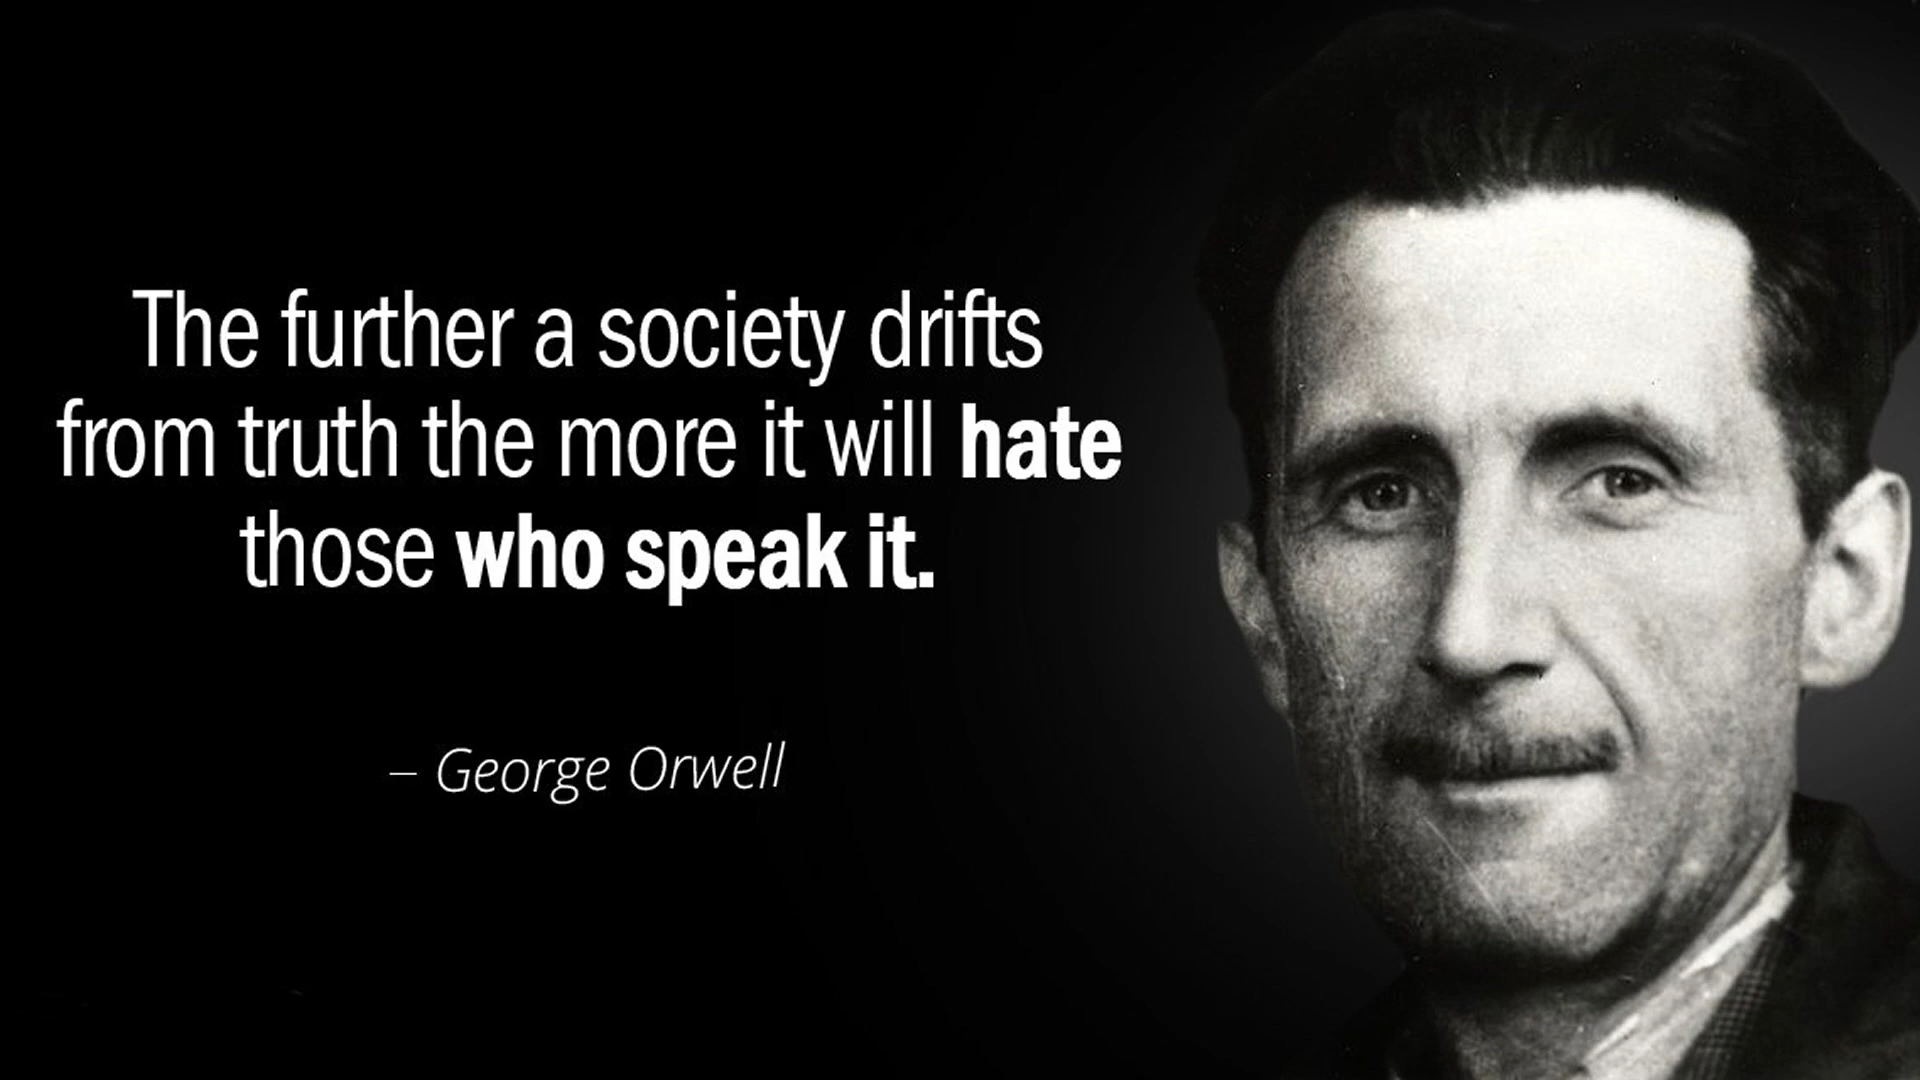 The further a society drifts
from truth the more it will hate
those who speak it.
– George Orwell